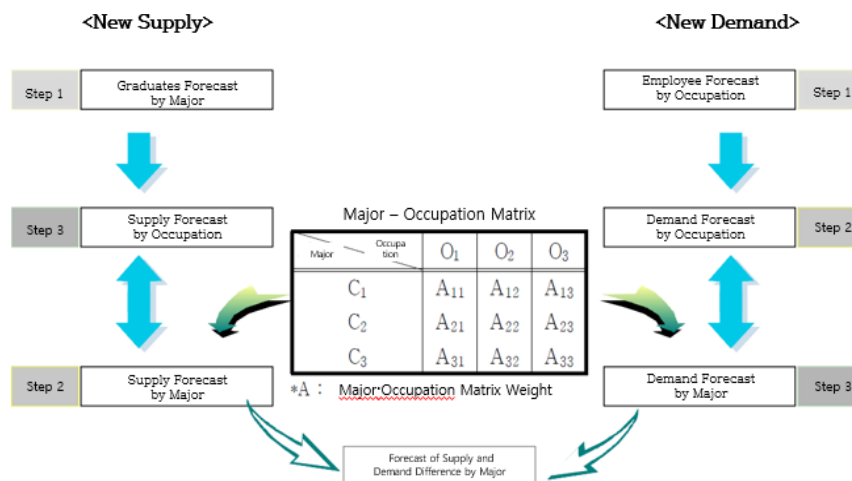 <New Supply>
<New Demand>
Step 1
Graduates Forecast
by Major
Employee Forecast
by Occupation
Step 1
Step 3
Supply Forecast
by Occupation
Major – Occupation Matrix
Demand Forecast
by Occupation
Step 2
Major
Occupa
tion
O1 O2 O3
C1 A11 A12 A13
C2 A21 A22 A23
C3 A31 A32 A33
Step 2
Supply Forecast
by Major
*A : Major·Occupation Matrix Weight
Demand Forecast
by Major
Step 3
Forecast of Supply and
Demand Difference by Major